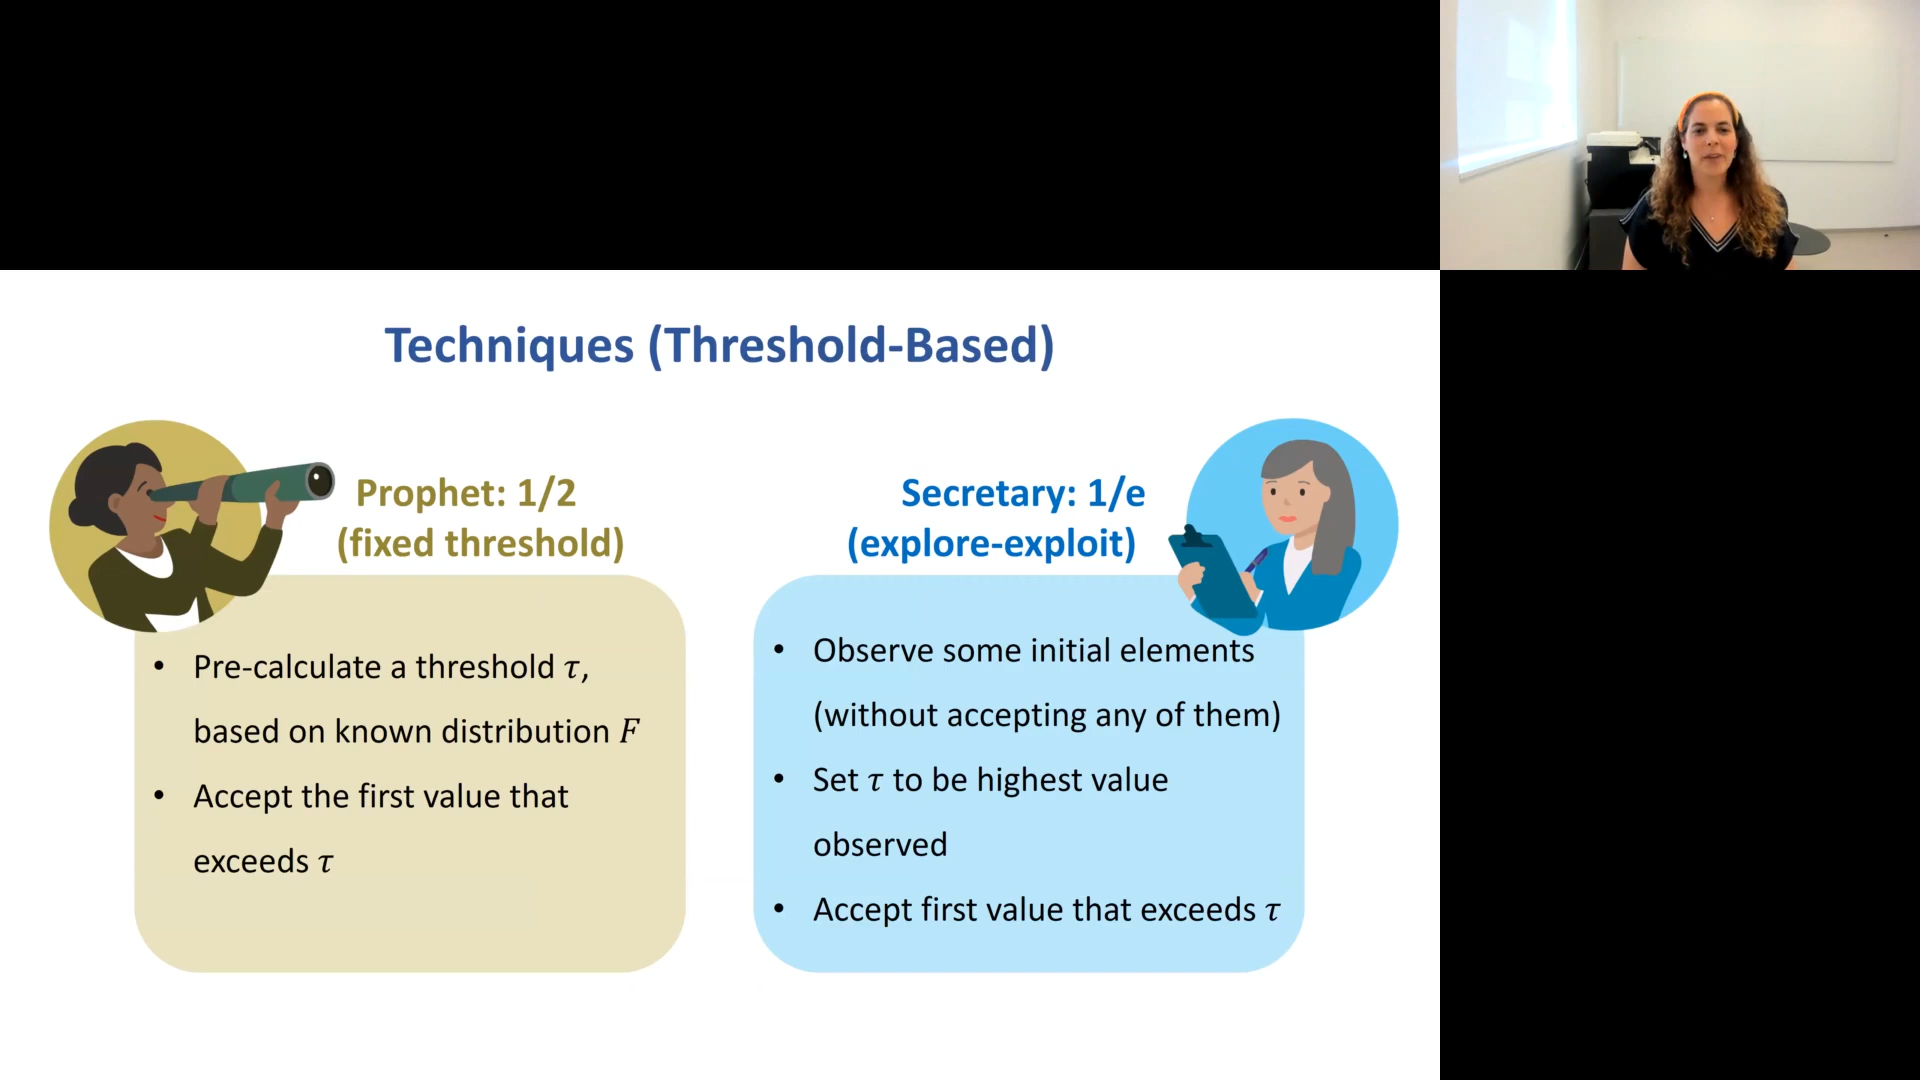 Techniques (Threshold-Based)
Prophet: 1/2
(fixed threshold)
• Pre-calculate a threshold τ,
based on known distribution F
• Accept the first value that
exceeds τ
Secretary: 1/e
(explore-exploit)
• Observe some initial elements
(without accepting any of them)
• Set τ to be highest value
observed
• Accept first value that exceeds τ